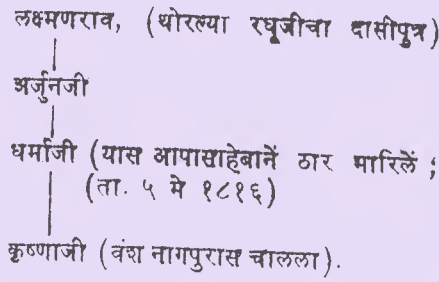 लक्ष्मणराव, (थोरल्या रघूजीचा दासीपुत्र)
अर्जुनजी
धर्माजी (यास आपासाहेबानें ठार मारिलें ;
(ता. ५ मे १८१६)
कृष्णाजी (वंश नागपुरास चालला).